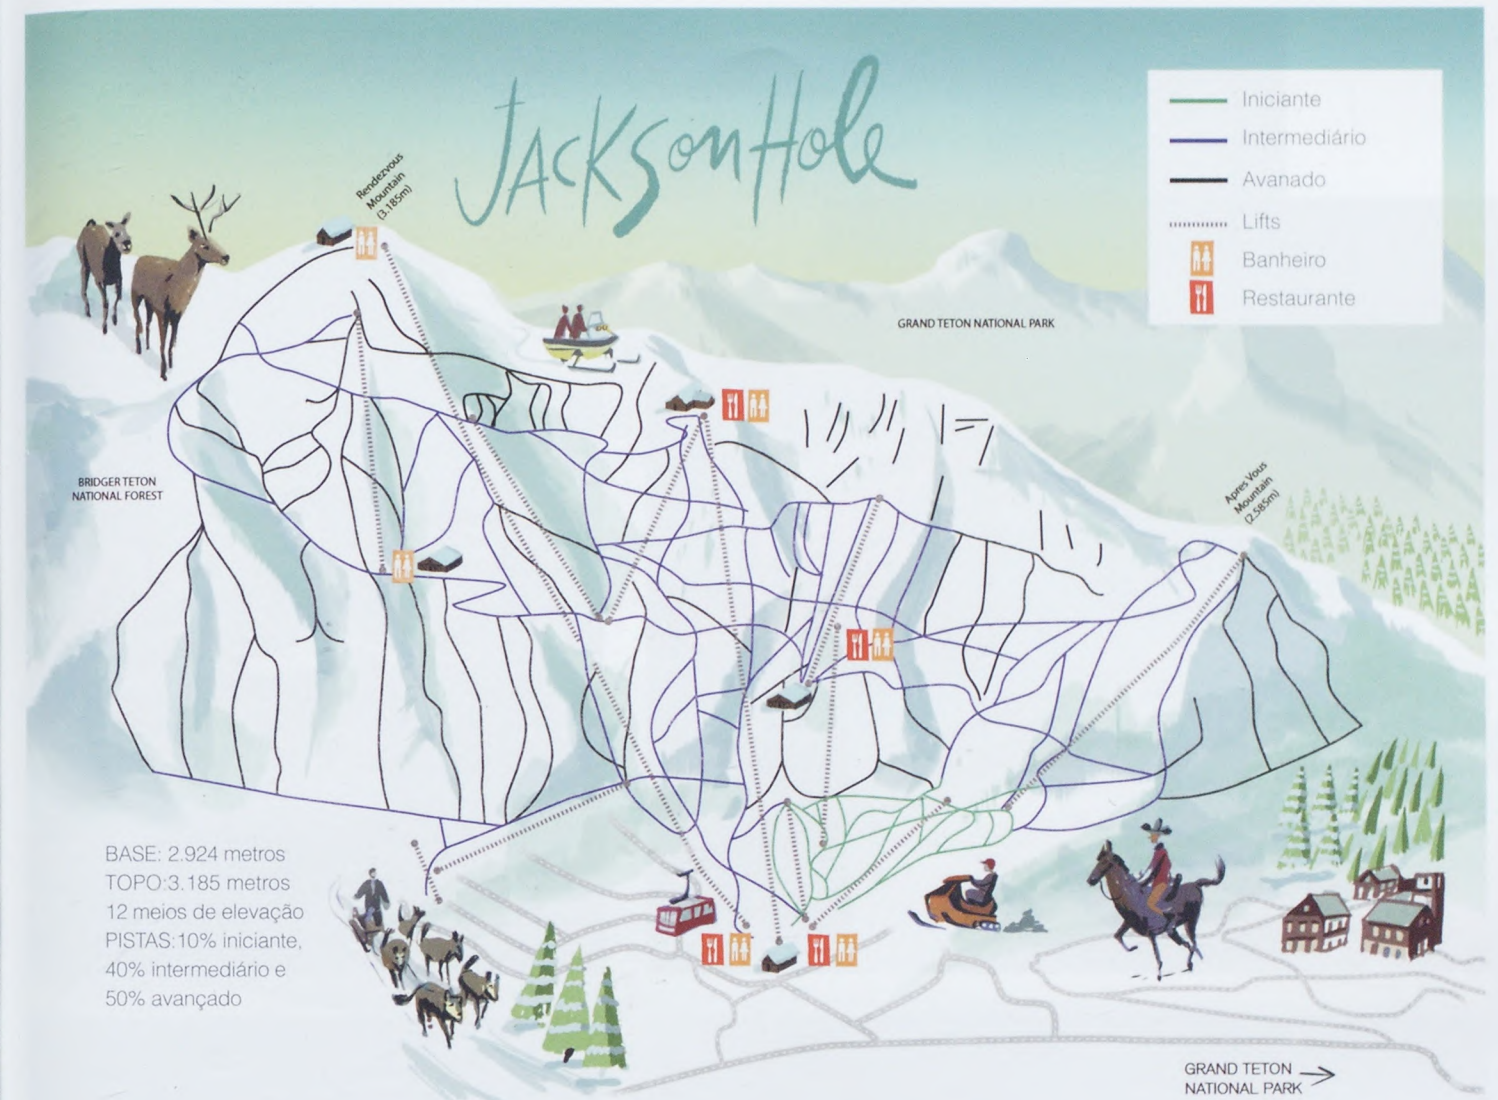 Jackson Hole
Iniciante
Intermediário
Avanado
Lifts
Banheiro
Restaurante
Rendezvous
Mountain
(3.185m)
GRAND TETON NATIONAL PARK
BRIDGER TETON
NATIONAL FOREST
Apres Vous
Mountain
(2.585m)
BASE: 2.924 metros
TOPO:3.185 metros
12 meios de elevação
PISTAS:10% iniciante,
40% intermediário e
50% avançado
GRAND TETON
NATIONAL PARK